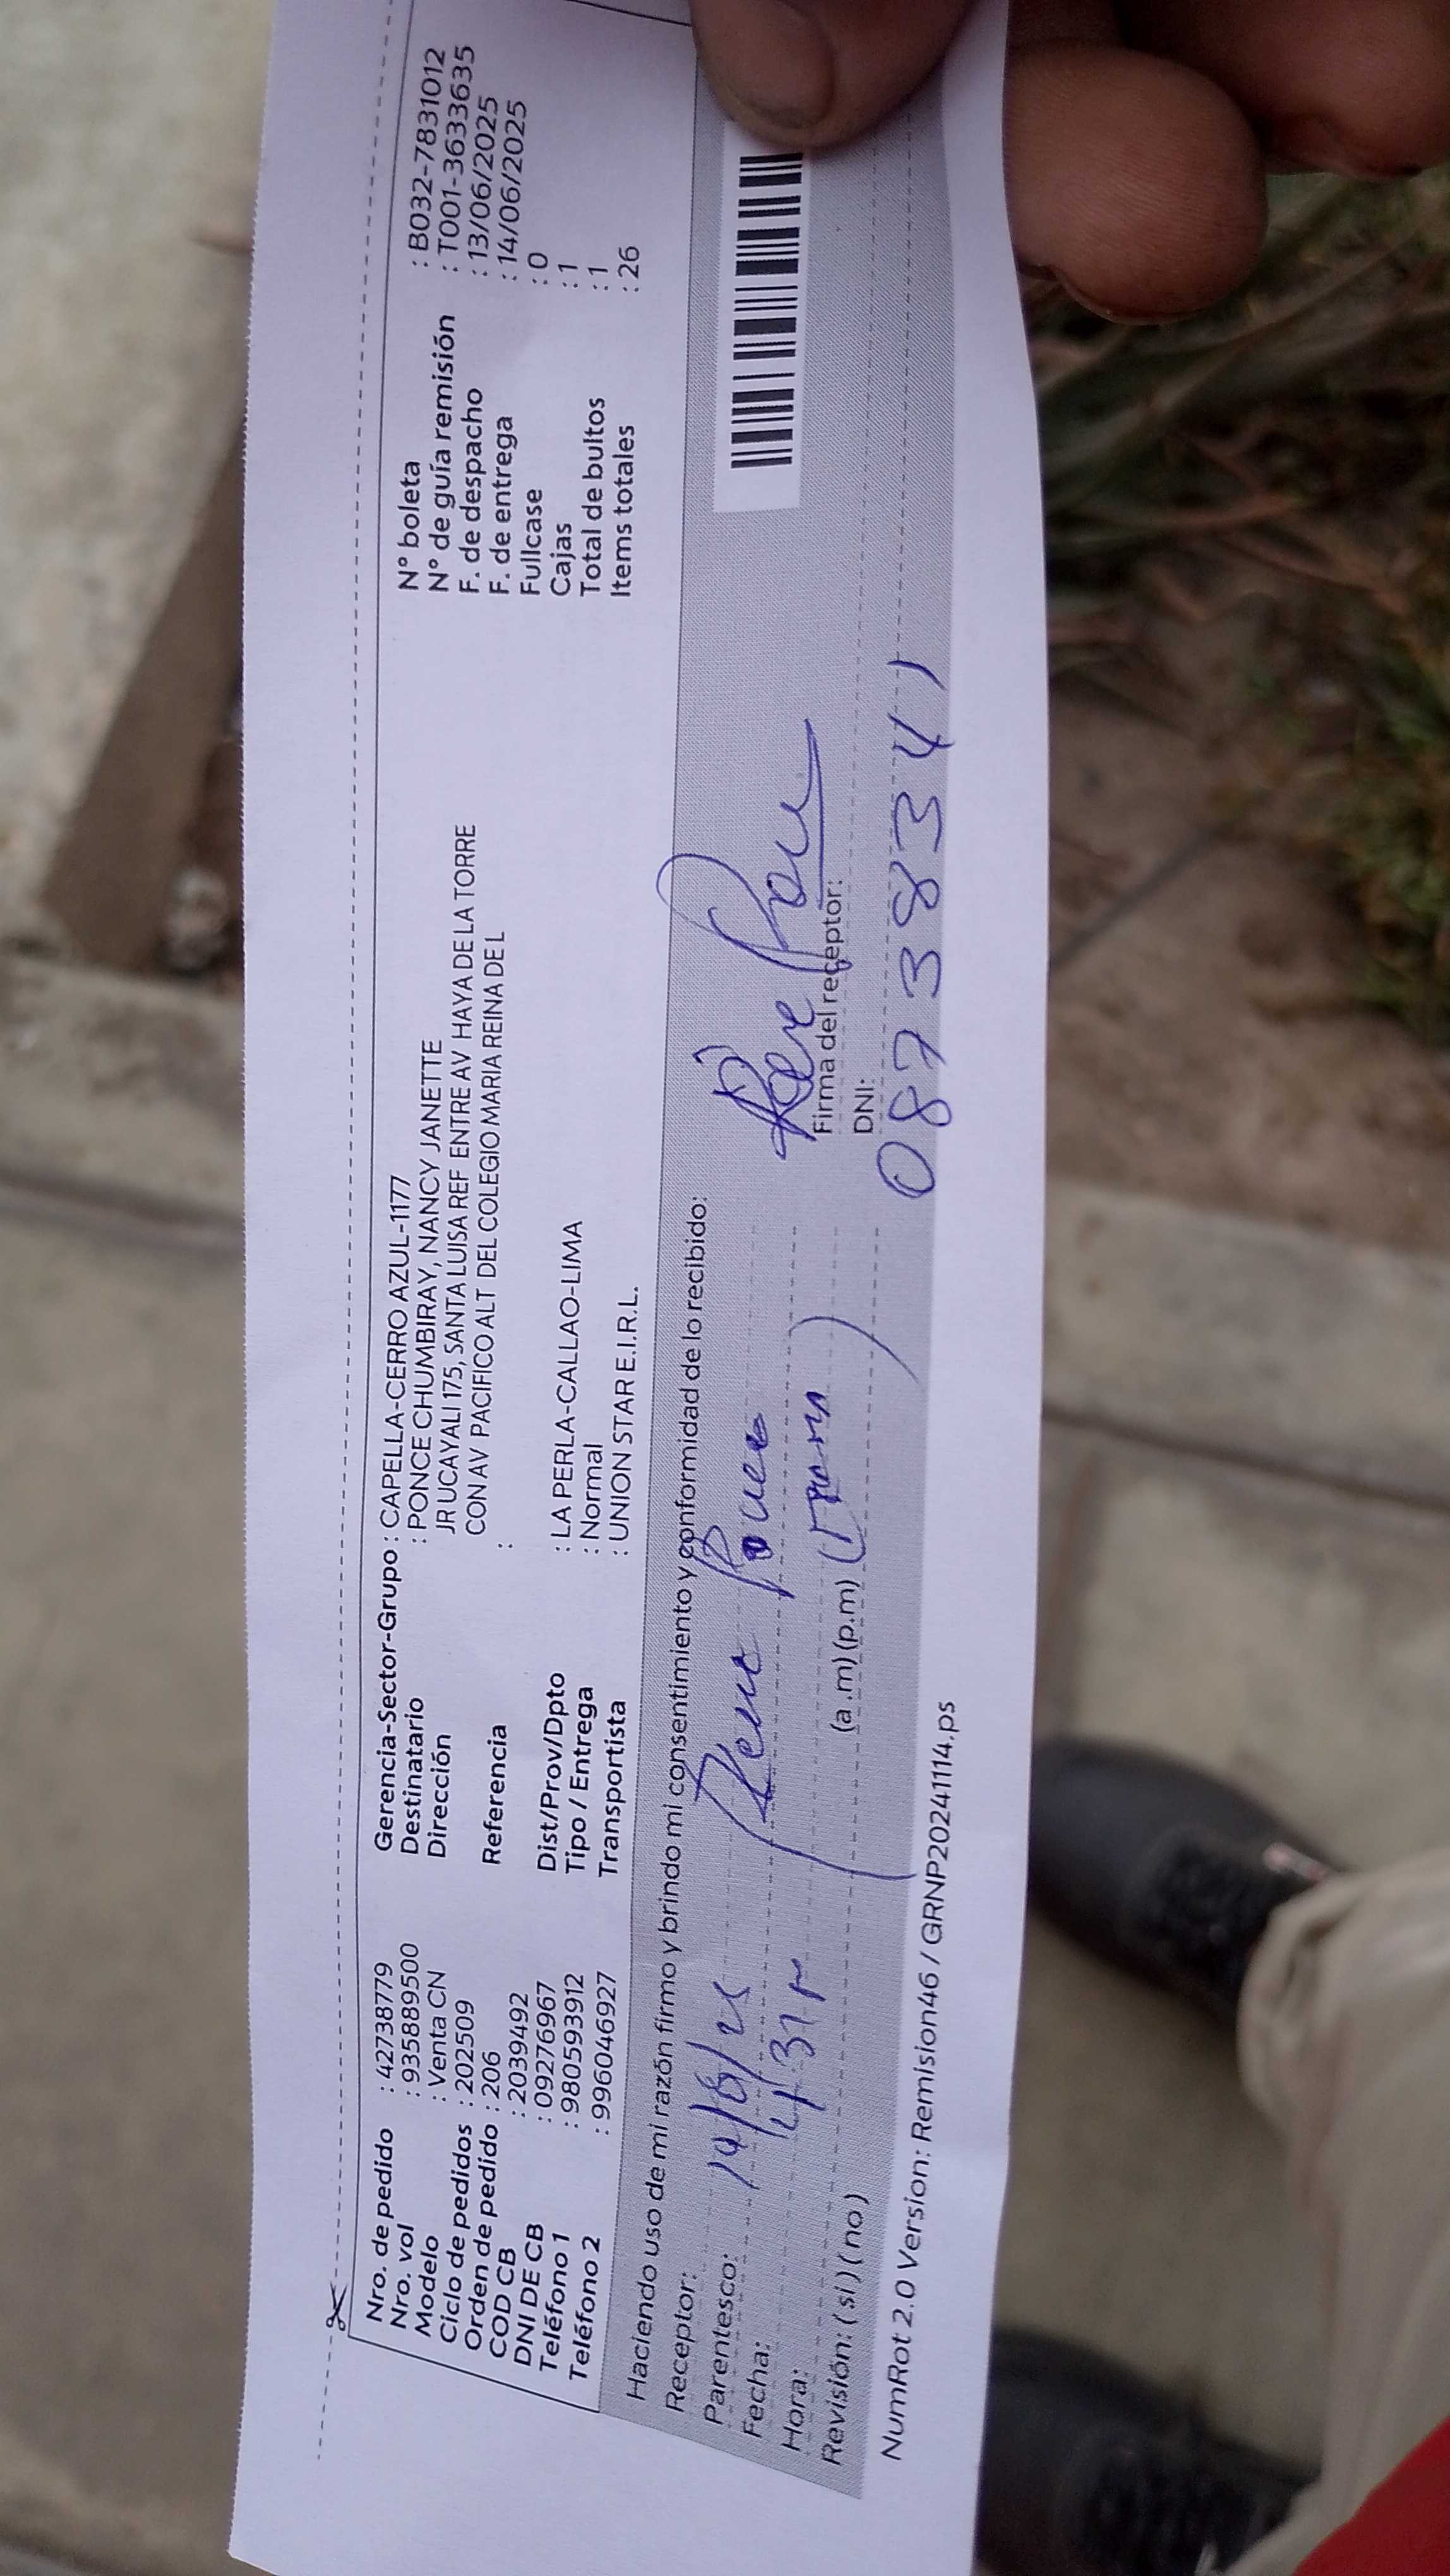 Nro. de pedido : 42738779
Nro. vol : 9358889500
Modelo : Venta CN
Ciclo de pedidos : 202509
Orden de pedido : 206
COD CB : 2039492
DNI DE CB : 09276967
Teléfono 1 : 980593912
Teléfono 2 : 996046927
Gerencia-Sector-Grupo : CAPELLA-CERRO AZUL-1177
Destinatario : PONCE CHUMBIRAY, NANCY JANETTE
Dirección JR UCAYALI 175, SANTA LUISA REF ENTRE AV HAYA DE LA TORRE
CON AV PACIFICO ALT DEL COLEGIO MARIA REINA DE L
Referencia :
Dist/Prov/Dpto : LA PERLA-CALLAO-LIMA
Tipo / Entrega : Normal
Transportista : UNION STAR E.I.R.L.
N° boleta : B032-7831012
N° de guía remisión : T001-3633635
F. de despacho : 13/06/2025
F. de entrega : 14/06/2025
Fullcase : 0
Cajas : 1
Total de bultos : 1
Items totales : 26
Haciendo uso de mi razón firmo y brindo mi consentimiento y conformidad de lo recibido:
Receptor:
Parentesco:
Fecha: 14/6/25
Hora:
Revisión: (si) (no)
(a.m) (p.m)
Firma del receptor:
DNI:
08738341
NumRot 2.0 Version: Remision46 / GRNP20241114.ps